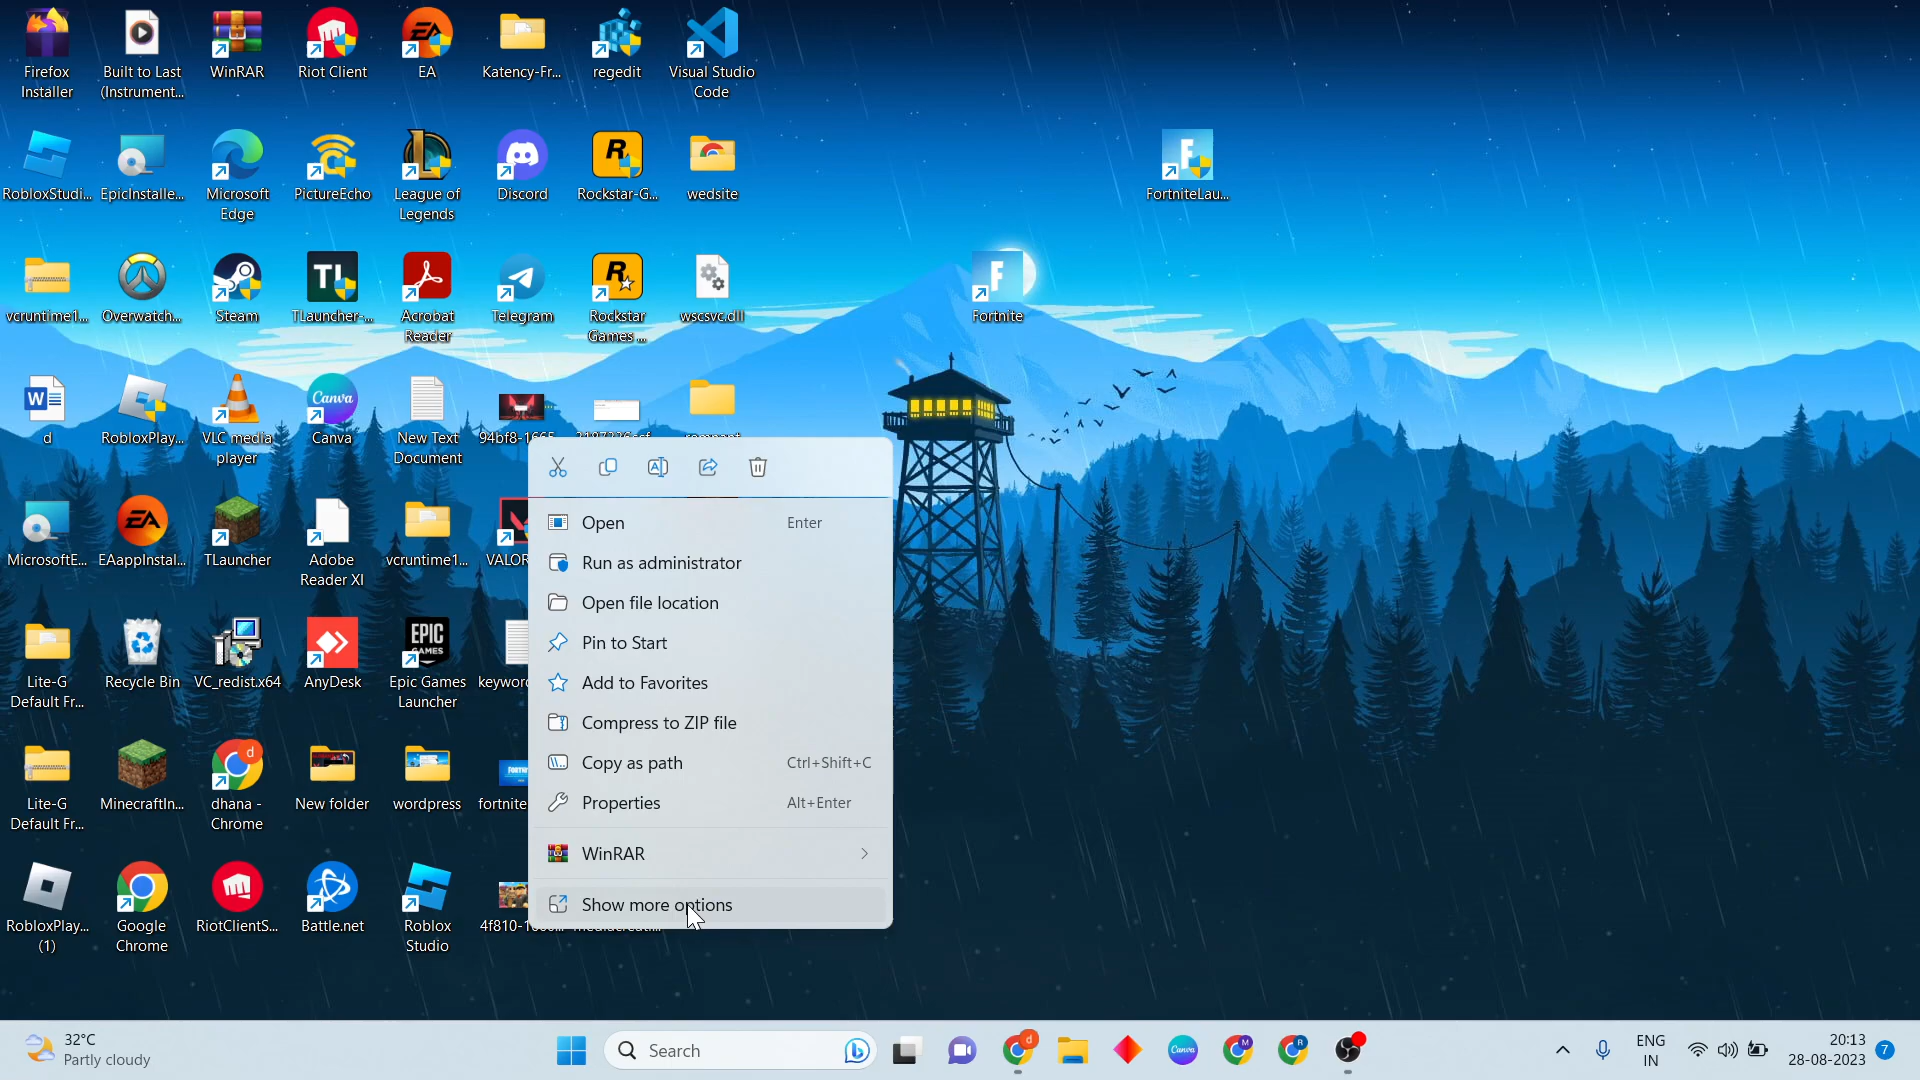 Firefox
Installer
Built to Last
(Instrument...
WinRAR
Riot Client
EA
Katency-Fr...
regedit
Visual Studio
Code
RobloxStudi...
EpicInstalle...
Microsoft
Edge
PictureEcho
League of
Legends
Discord
Rockstar-G...
wedsite
FortniteLau...
vcruntime1...
Overwatch...
Steam
TLauncher-...
Acrobat
Reader
Telegram
Rockstar
Games ...
wscsvc.dll
Fortnite
d
RobloxPlay...
VLC media
player
Canva
New Text
Document
MicrosoftE...
EAappInstal...
TLauncher
Adobe
Reader XI
vcruntime1...
VALOR
Lite-G
Default Fr...
Recycle Bin
VC_redist.x64
AnyDesk
EPIC
GAMES
Epic Games
Launcher
keyword
Lite-G
Default Fr...
MinecraftIn...
dhana -
Chrome
New folder
wordpress
fortnite
RobloxPlay...
(1)
Google
Chrome
RiotClientS...
Battle.net
Roblox
Studio
Open Enter
Run as administrator
Open file location
Pin to Start
Add to Favorites
Compress to ZIP file
Copy as path Ctrl+Shift+C
Properties Alt+Enter
WinRAR
Show more options
32°C
Partly cloudy
Search
ENG
IN
20:13
28-08-2023
7